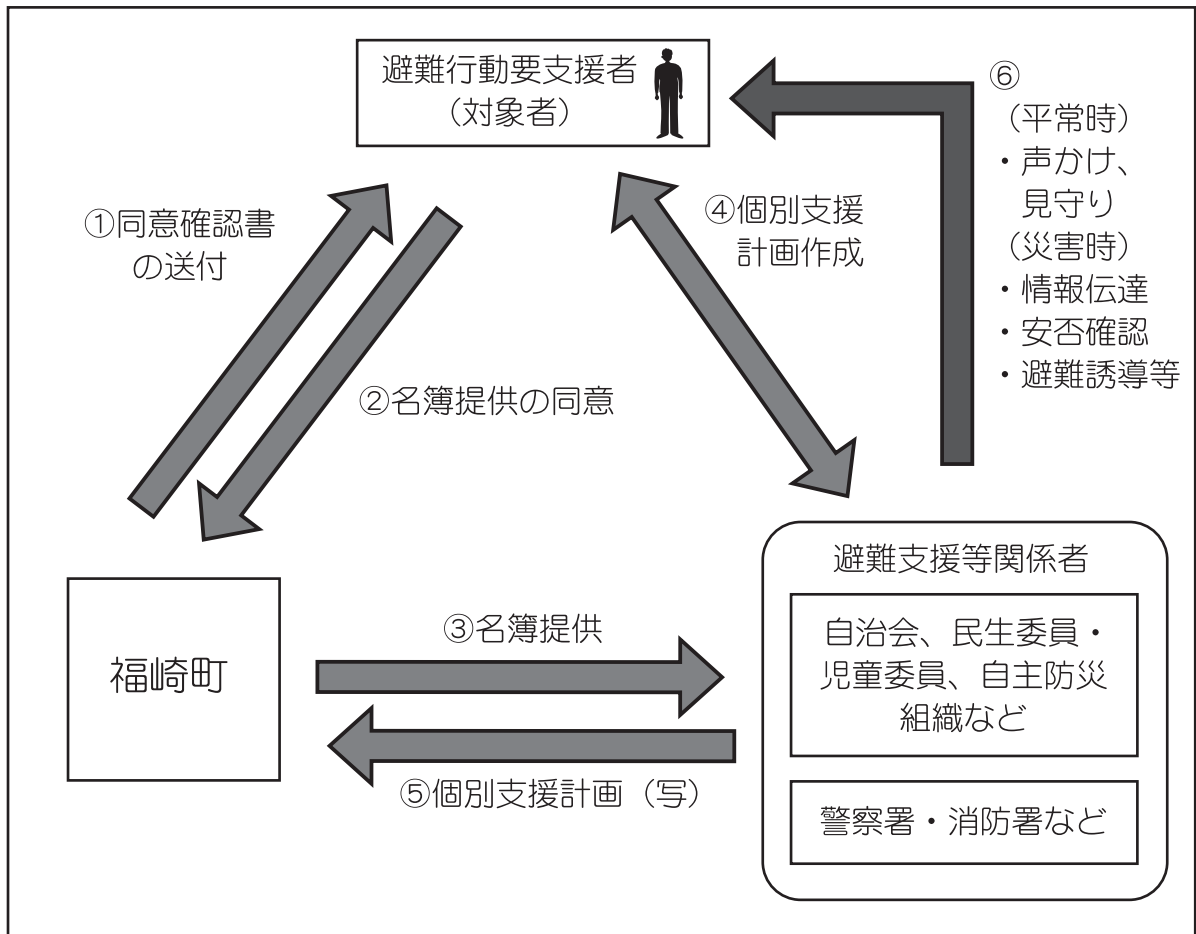 避難行動要支援者
（対象者）
①同意確認書
の送付
②名簿提供の同意
④個別支援
計画作成
⑥
（平常時）
・声かけ、
見守り
（災害時）
・情報伝達
・安否確認
・避難誘導等
福崎町
③名簿提供
⑤個別支援計画（写）
避難支援等関係者
自治会、民生委員・
児童委員、自主防災
組織など
警察署・消防署など